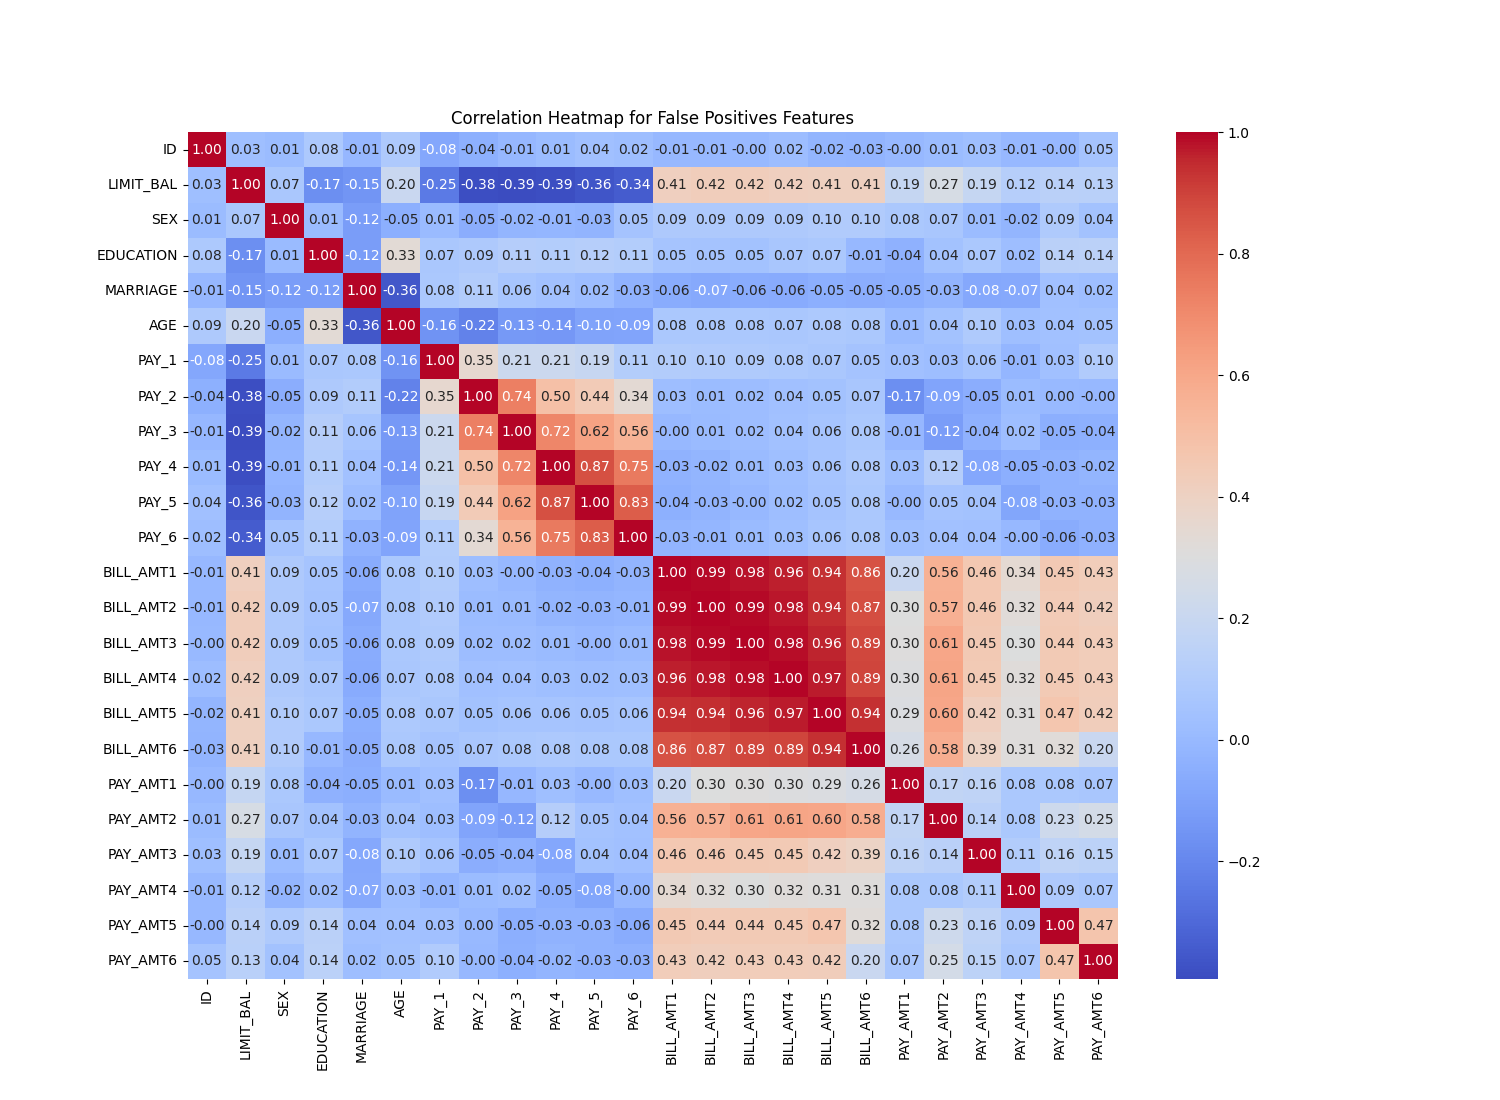 Correlation Heatmap for False Positives Features
ID 1.00 0.03 0.01 0.08 -0.01 0.09 -0.08 -0.04 -0.01 0.01 0.04 0.02 -0.01 -0.01 -0.00 0.02 -0.02 -0.03 -0.00 0.01 0.03 -0.01 -0.00 0.05
LIMIT_BAL 0.03 1.00 0.07 -0.17 -0.15 0.20 -0.25 -0.38 -0.39 -0.39 -0.36 -0.34 0.41 0.42 0.42 0.42 0.41 0.41 0.19 0.27 0.19 0.12 0.14 0.13
SEX 0.01 0.07 1.00 0.01 -0.12 -0.05 0.01 -0.05 -0.02 -0.01 -0.03 0.05 0.09 0.09 0.09 0.09 0.10 0.10 0.08 0.07 0.01 -0.02 0.09 0.04
EDUCATION 0.08 -0.17 0.01 1.00 -0.12 0.33 0.07 0.09 0.11 0.11 0.12 0.11 0.05 0.05 0.05 0.07 0.07 -0.01 -0.04 0.04 0.07 0.02 0.14 0.14
MARRIAGE -0.01 -0.15 -0.12 -0.12 1.00 -0.36 0.08 0.11 0.06 0.04 0.02 -0.03 -0.06 -0.07 -0.06 -0.06 -0.05 -0.05 -0.05 -0.03 -0.08 -0.07 0.04 0.02
AGE 0.09 0.20 -0.05 0.33 -0.36 1.00 -0.16 -0.22 -0.13 -0.14 -0.10 -0.09 0.08 0.08 0.08 0.07 0.08 0.08 0.01 0.04 0.10 0.03 0.04 0.05
PAY_1 -0.08 -0.25 0.01 0.07 0.08 -0.16 1.00 0.35 0.21 0.21 0.19 0.11 0.10 0.10 0.09 0.08 0.07 0.05 0.03 0.03 0.06 -0.01 0.03 0.10
PAY_2 -0.04 -0.38 -0.05 0.09 0.11 -0.22 0.35 1.00 0.74 0.50 0.44 0.34 0.03 0.01 0.02 0.04 0.05 0.07 -0.17 -0.09 -0.05 0.01 0.00 -0.00
PAY_3 -0.01 -0.39 -0.02 0.11 0.06 -0.13 0.21 0.74 1.00 0.72 0.62 0.56 -0.00 0.01 0.02 0.04 0.06 0.08 -0.01 -0.12 -0.04 0.02 -0.05 -0.04
PAY_4 0.01 -0.39 -0.01 0.11 0.04 -0.14 0.21 0.50 0.72 1.00 0.87 0.75 -0.03 -0.02 0.01 0.03 0.06 0.08 0.03 0.12 -0.08 -0.05 -0.03 -0.02
PAY_5 0.04 -0.36 -0.03 0.12 0.02 -0.10 0.19 0.44 0.62 0.87 1.00 0.83 -0.04 -0.03 -0.00 0.02 0.05 0.08 -0.00 0.05 0.04 -0.08 -0.03 -0.03
PAY_6 0.02 -0.34 0.05 0.11 -0.03 -0.09 0.11 0.34 0.56 0.75 0.83 1.00 -0.03 -0.01 0.01 0.03 0.06 0.08 0.03 0.04 0.04 -0.00 -0.06 -0.03
BILL_AMT1 -0.01 0.41 0.09 0.05 -0.06 0.08 0.10 0.03 -0.00 -0.03 -0.04 -0.03 1.00 0.99 0.98 0.96 0.94 0.86 0.20 0.56 0.46 0.34 0.45 0.43
BILL_AMT2 -0.01 0.42 0.09 0.05 -0.07 0.08 0.10 0.01 0.01 -0.02 -0.03 -0.01 0.99 1.00 0.99 0.98 0.94 0.87 0.30 0.57 0.46 0.32 0.44 0.42
BILL_AMT3 -0.00 0.42 0.09 0.05 -0.06 0.08 0.09 0.02 0.02 0.01 -0.00 0.01 0.98 0.99 1.00 0.98 0.96 0.89 0.30 0.61 0.45 0.30 0.44 0.43
BILL_AMT4 0.02 0.42 0.09 0.07 -0.06 0.07 0.08 0.04 0.04 0.03 0.02 0.03 0.96 0.98 0.98 1.00 0.97 0.89 0.30 0.61 0.45 0.32 0.45 0.43
BILL_AMT5 -0.02 0.41 0.10 0.07 -0.05 0.08 0.07 0.05 0.06 0.06 0.05 0.06 0.94 0.94 0.96 0.97 1.00 0.94 0.29 0.60 0.42 0.31 0.47 0.42
BILL_AMT6 -0.03 0.41 0.10 -0.01 -0.05 0.08 0.05 0.07 0.08 0.08 0.08 0.08 0.86 0.87 0.89 0.89 0.94 1.00 0.26 0.58 0.39 0.31 0.32 0.20
PAY_AMT1 -0.00 0.19 0.08 -0.04 -0.05 0.01 0.03 -0.17 -0.01 0.03 -0.00 0.03 0.20 0.30 0.30 0.30 0.29 0.26 1.00 0.17 0.16 0.08 0.08 0.07
PAY_AMT2 0.01 0.27 0.07 0.04 -0.03 0.04 0.03 -0.09 -0.12 0.12 0.05 0.04 0.56 0.57 0.61 0.61 0.60 0.58 0.17 1.00 0.14 0.08 0.23 0.25
PAY_AMT3 0.03 0.19 0.01 0.07 -0.08 0.10 0.06 -0.05 -0.04 -0.08 0.04 0.04 0.46 0.46 0.45 0.45 0.42 0.39 0.16 0.14 1.00 0.11 0.16 0.15
PAY_AMT4 -0.01 0.12 -0.02 0.02 -0.07 0.03 -0.01 0.01 0.02 -0.05 -0.08 -0.00 0.34 0.32 0.30 0.32 0.31 0.31 0.08 0.08 0.11 1.00 0.09 0.07
PAY_AMT5 -0.00 0.14 0.09 0.14 0.04 0.04 0.03 0.00 -0.05 -0.03 -0.03 -0.06 0.45 0.44 0.44 0.45 0.47 0.32 0.08 0.23 0.16 0.09 1.00 0.47
PAY_AMT6 0.05 0.13 0.04 0.14 0.02 0.05 0.10 -0.00 -0.04 -0.02 -0.03 -0.03 0.43 0.42 0.43 0.43 0.42 0.20 0.07 0.25 0.15 0.07 0.47 1.00
ID LIMIT_BAL SEX EDUCATION MARRIAGE AGE PAY_1 PAY_2 PAY_3 PAY_4 PAY_5 PAY_6 BILL_AMT1 BILL_AMT2 BILL_AMT3 BILL_AMT4 BILL_AMT5 BILL_AMT6 PAY_AMT1 PAY_AMT2 PAY_AMT3 PAY_AMT4 PAY_AMT5 PAY_AMT6
1.0
0.8
0.6
0.4
0.2
0.0
−0.2